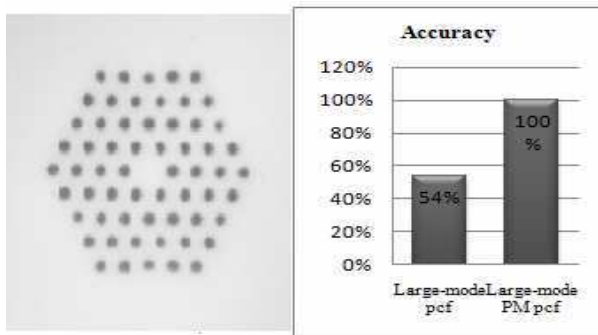 Accuracy
120%
100%
80%
60%
40%
20%
0%
54%
100
%
Large-mode
pcf
Large-mode
PM pcf